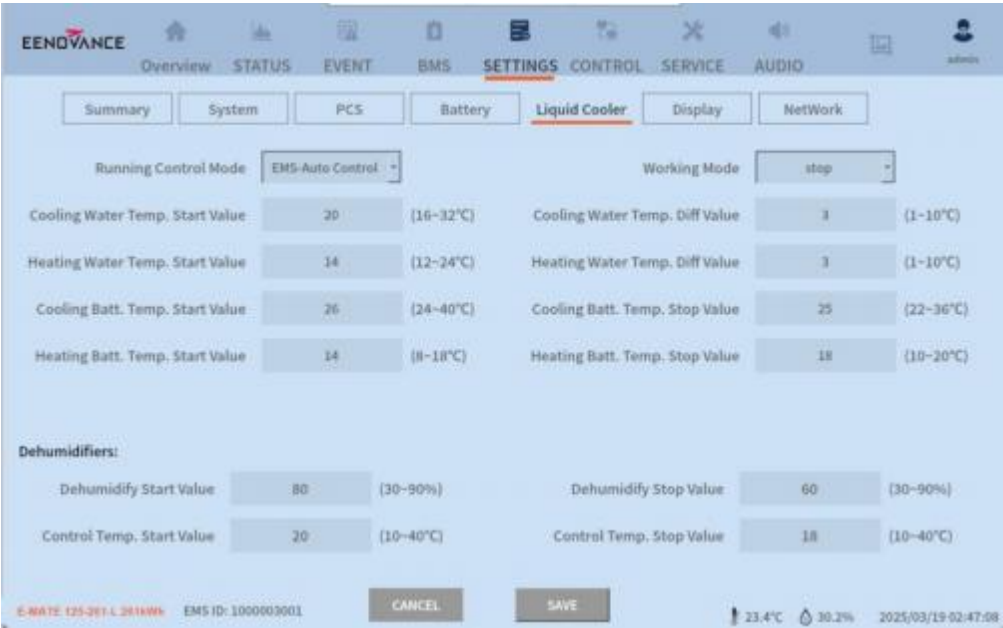 EENOVANCE
Overview STATUS EVENT BMS SETTINGS CONTROL SERVICE AUDIO admin
Summary System PCS Battery Liquid Cooler Display NetWork
Running Control Mode EMS-Auto Control Working Mode stop
Cooling Water Temp. Start Value 20 (16~32°C) Cooling Water Temp. Diff Value 3 (1~10°C)
Heating Water Temp. Start Value 14 (12~24°C) Heating Water Temp. Diff Value 3 (1~10°C)
Cooling Batt. Temp. Start Value 26 (24~40°C) Cooling Batt. Temp. Stop Value 25 (22~36°C)
Heating Batt. Temp. Start Value 14 (8~18°C) Heating Batt. Temp. Stop Value 18 (10~20°C)
Dehumidifiers:
Dehumidify Start Value 80 (30~90%) Dehumidify Stop Value 60 (30~90%)
Control Temp. Start Value 20 (10~40°C) Control Temp. Stop Value 18 (10~40°C)
CANCEL SAVE
E-MATE 125-261-L 261kWh EMS ID: 1000003001 23.4°C 30.2% 2025/03/19 02:47:08